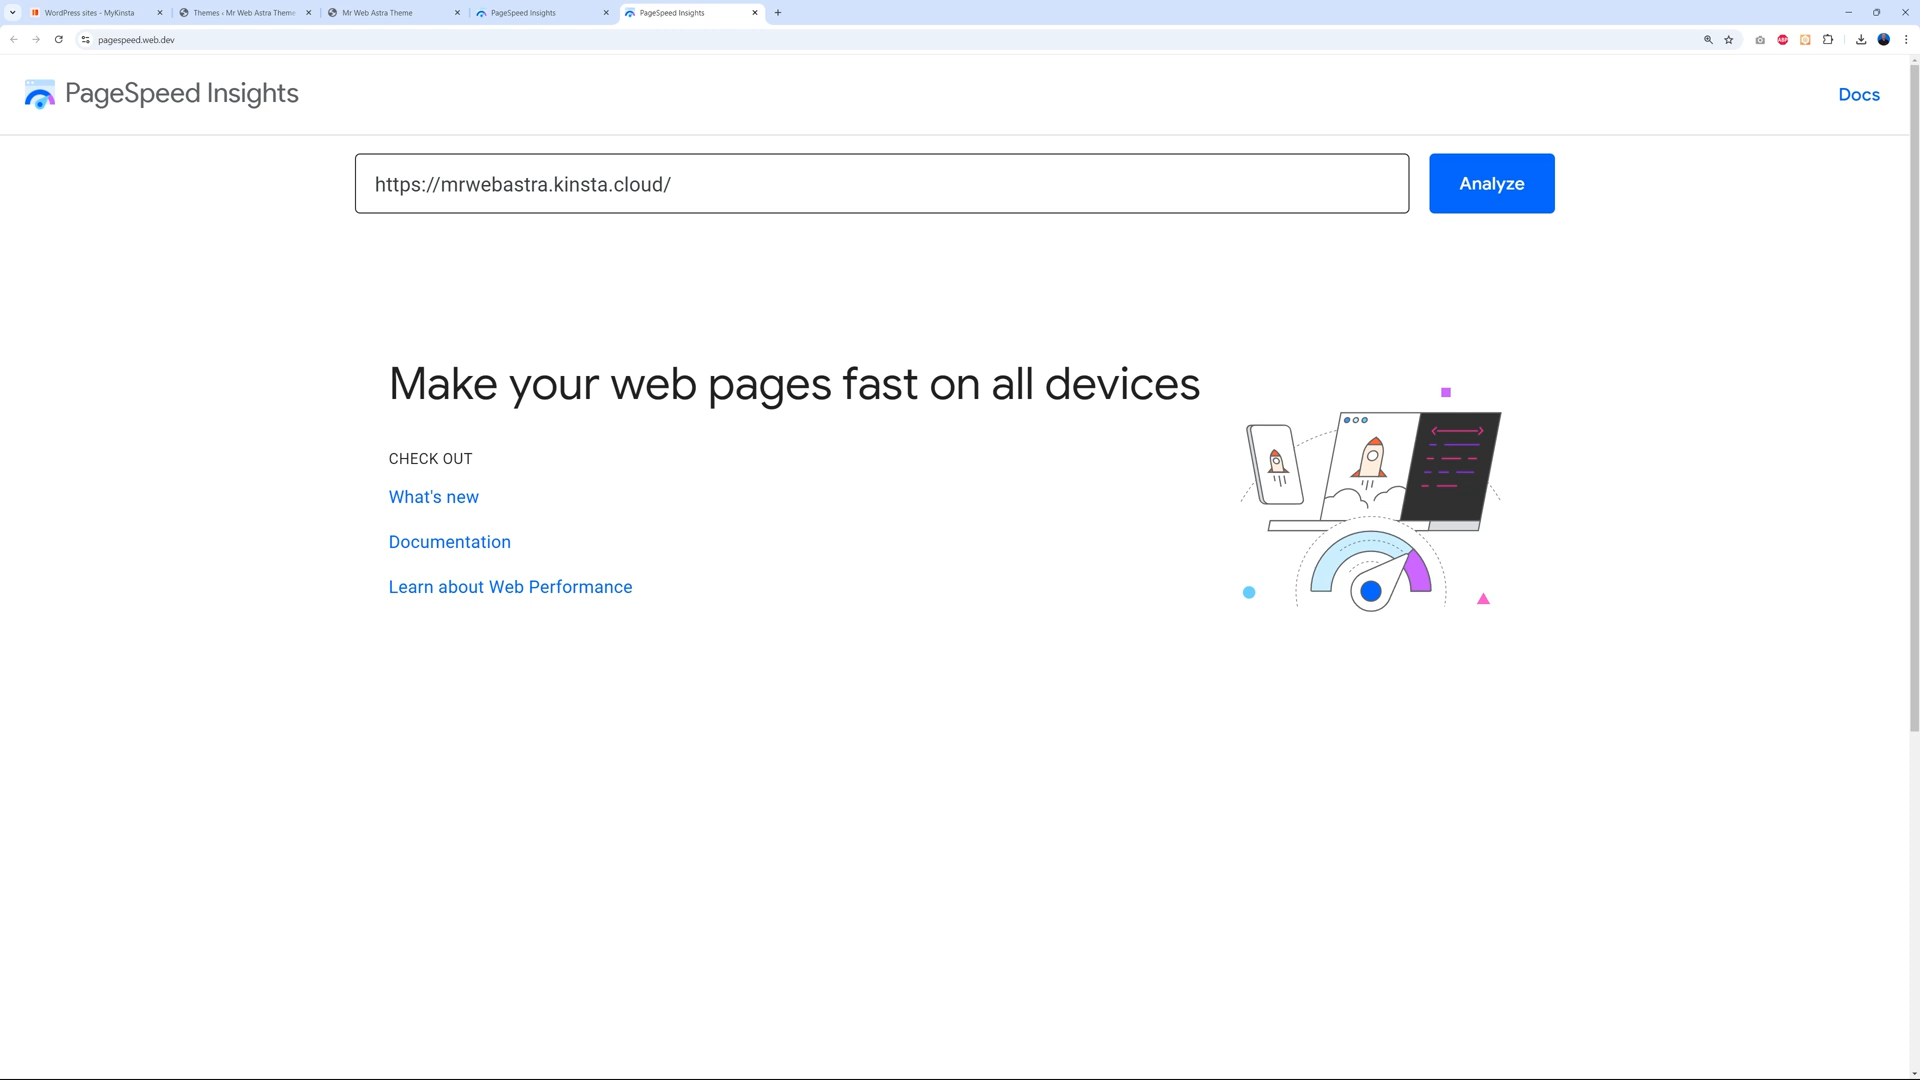 WordPress sites - MyKinsta
Themes ‹ Mr Web Astra Theme
Mr Web Astra Theme
PageSpeed Insights
PageSpeed Insights
pagespeed.web.dev
ABP
PageSpeed Insights
Docs
https://mrwebastra.kinsta.cloud/
Analyze
Make your web pages fast on all devices
CHECK OUT
What's new
Documentation
Learn about Web Performance